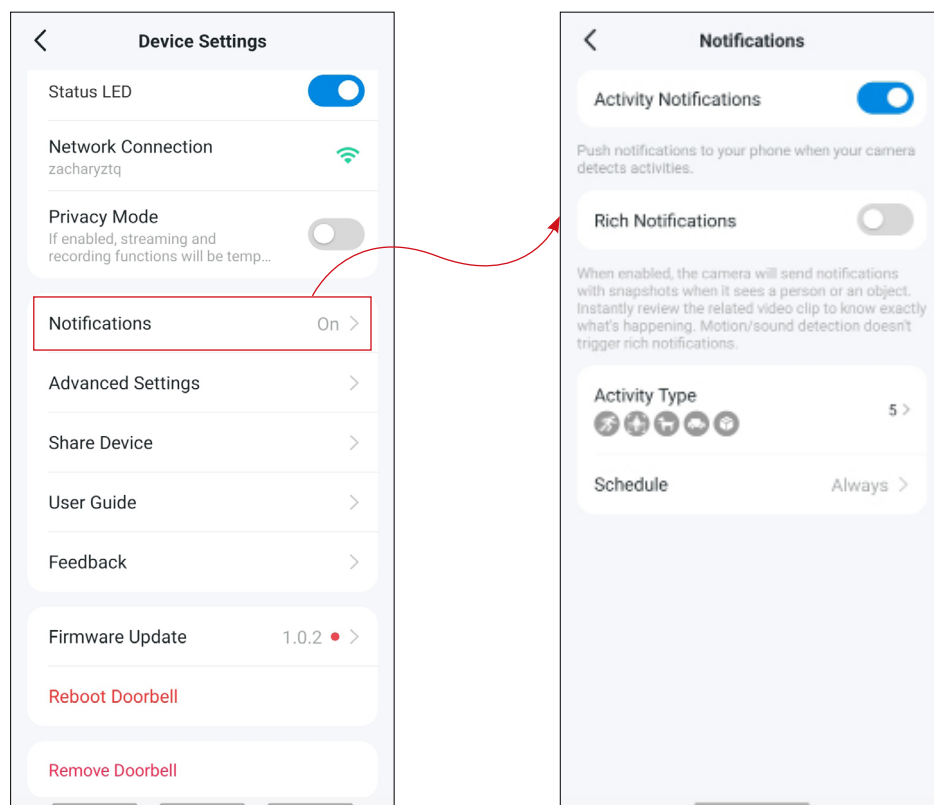 Device Settings
Status LED
Network Connection
zacharyztq
Privacy Mode
If enabled, streaming and
recording functions will be temp...
Notifications
On
Advanced Settings
Share Device
User Guide
Feedback
Firmware Update
1.0.2
Reboot Doorbell
Remove Doorbell
Notifications
Activity Notifications
Push notifications to your phone when your camera
detects activities.
Rich Notifications
When enabled, the camera will send notifications
with snapshots when it sees a person or an object.
Instantly review the related video clip to know exactly
what's happening. Motion/sound detection doesn't
trigger rich notifications.
Activity Type
5
Schedule
Always